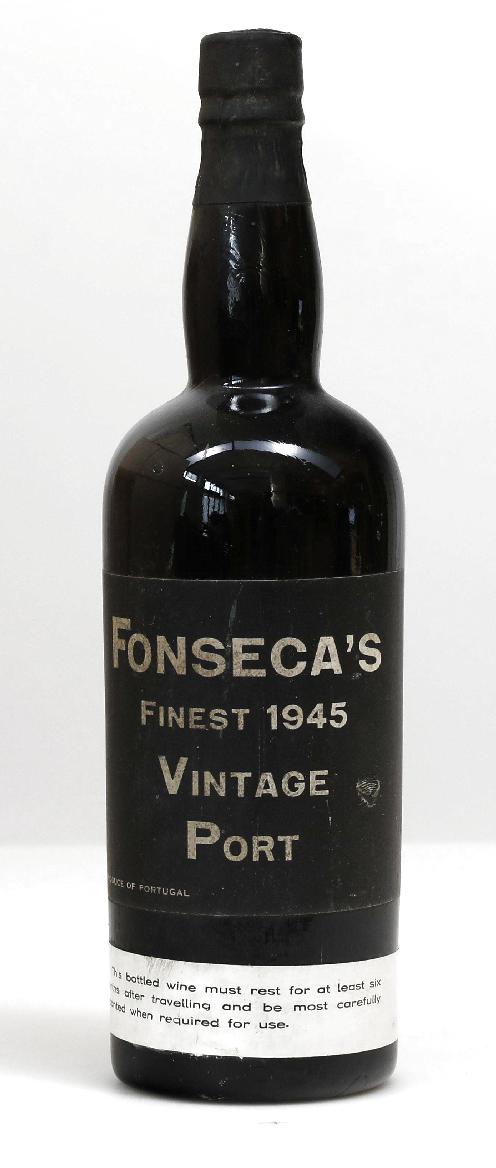 FONSECA'S
FINEST 1945
VINTAGE
PORT
OF PORTUGAL
This bottled wine must rest for at least six
after travelling and be most carefully
when required for use.